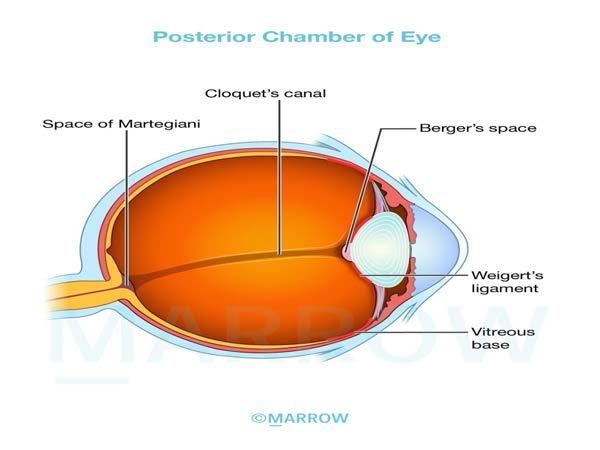 Posterior Chamber of Eye
Cloquet's canal
Space of Martegiani
Berger's space
Weigert's
ligament
Vitreous
base
MARROW
©MARROW